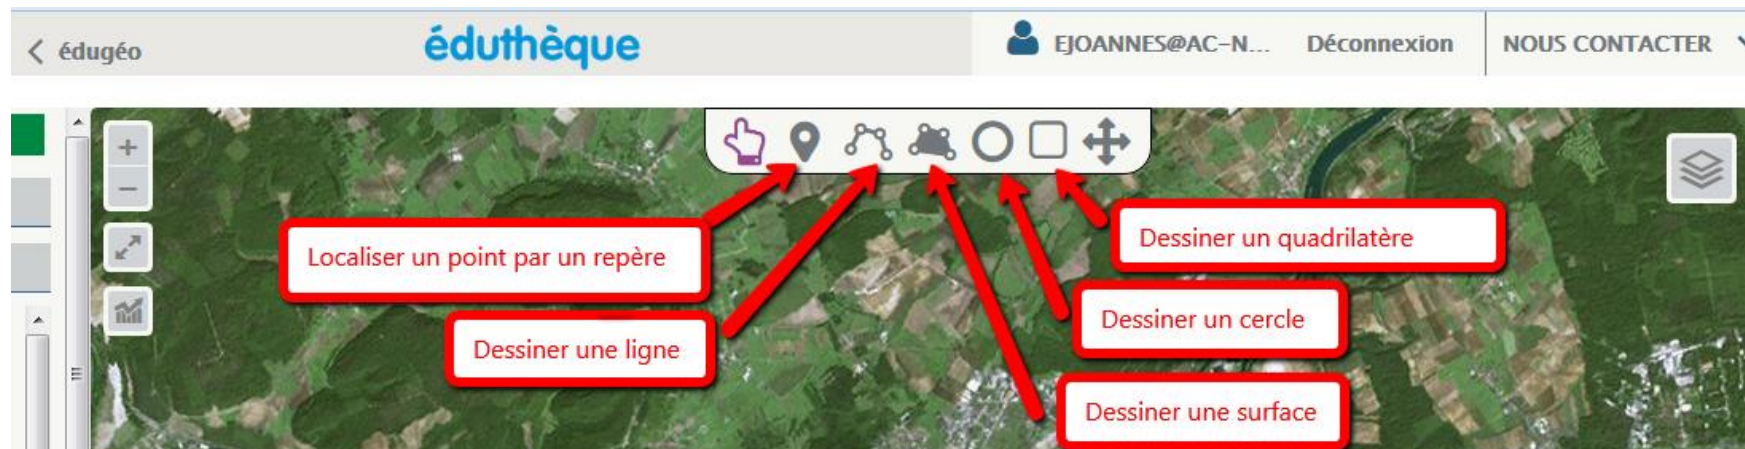 édugéo
éduthèque
EJOANNES@AC-N...
Déconnexion
NOUS CONTACTER
Localiser un point par un repère
Dessiner un quadrilatère
Dessiner un cercle
Dessiner une ligne
Dessiner une surface